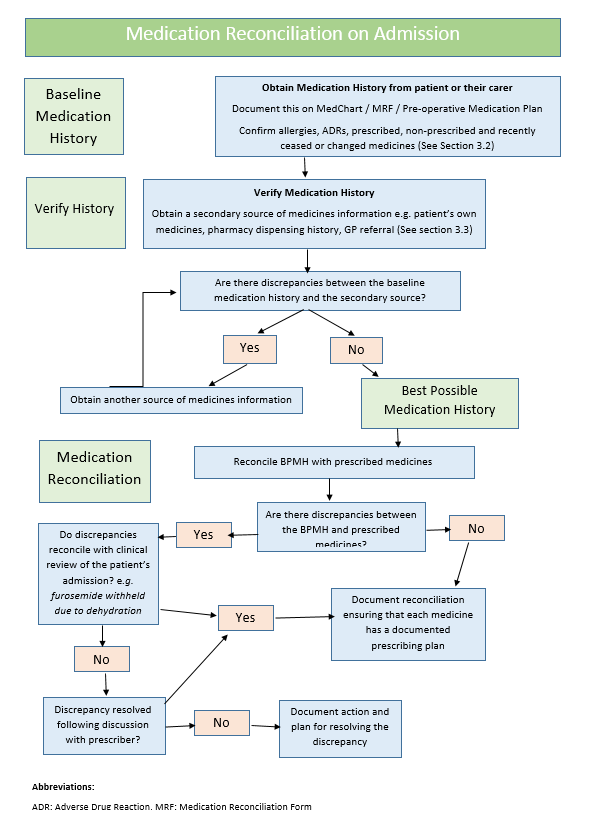 Medication Reconciliation on Admission
Baseline
Medication
History
Obtain Medication History from patient or their carer
Document this on MedChart / MRF / Pre-operative Medication Plan
Confirm allergies, ADRs, prescribed, non-prescribed and recently
ceased or changed medicines (See Section 3.2)
Verify History
Verify Medication History
Obtain a secondary source of medicines information e.g. patient's own
medicines, pharmacy dispensing history, GP referral (See section 3.3)
Are there discrepancies between the baseline
medication history and the secondary source?
Yes
No
Obtain another source of medicines information
Best Possible
Medication History
Medication
Reconciliation
Reconcile BPMH with prescribed medicines
Are there discrepancies between
the BPMH and prescribed
medicines?
Yes
No
Do discrepancies
reconcile with clinical
review of the patient's
admission? e.g.
furosemide withheld
due to dehydration
Yes
Document reconciliation
ensuring that each medicine
has a documented
prescribing plan
No
Discrepancy resolved
following discussion
with prescriber?
No
Document action and
plan for resolving the
discrepancy
Abbreviations:
ADR: Adverse Drug Reaction. MRF: Medication Reconciliation Form